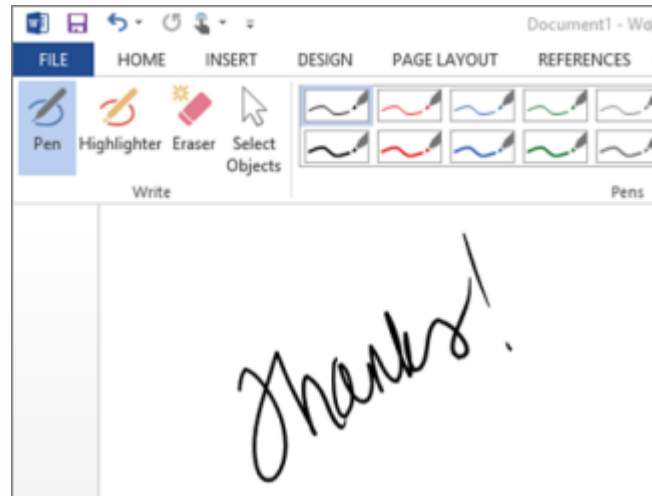 Document1 - Wo
FILE HOME INSERT DESIGN PAGE LAYOUT REFERENCES
Pen Highlighter Eraser Select Objects
Write Pens
Thanks!